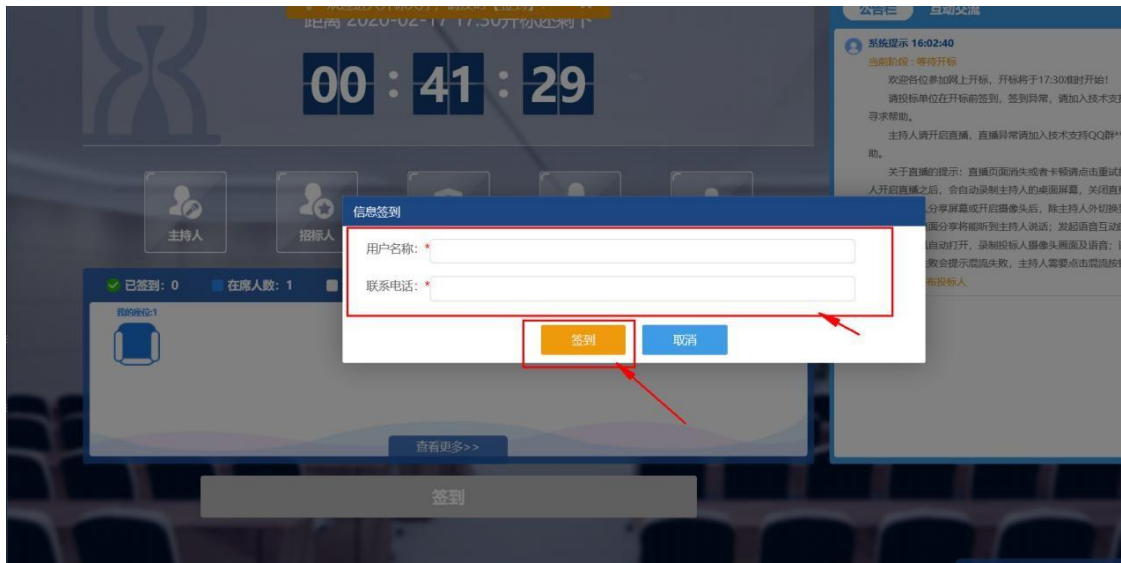 距离 2020-02-17 17:30开标还剩下
00 : 41 : 29
主持人
招标人
已签到：0
在席人数：1
我的座位:1
查看更多>>
签到
信息签到
用户名称：*
联系电话：*
签到
取消
公告栏
互动交流
系统提示 16:02:40
当前阶段：等待开标
欢迎各位参加网上开标，开标将于17:30准时开始！
请投标单位在开标前签到，签到异常，请加入技术支
寻求帮助。
主持人请开启直播，直播异常请加入技术支持QQ群**
助。
关于直播的提示：直播页面消失或者卡顿请点击重试
人开启直播之后，会自动录制主持人的桌面屏幕，关闭直
分享屏幕或开启摄像头后，除主持人外切换
面分享将能听到主持人说话；发起语音互动
自动打开，录制投标人摄像头画面及语音；
败会提示混流失败，主持人需要点击混流按
布投标人